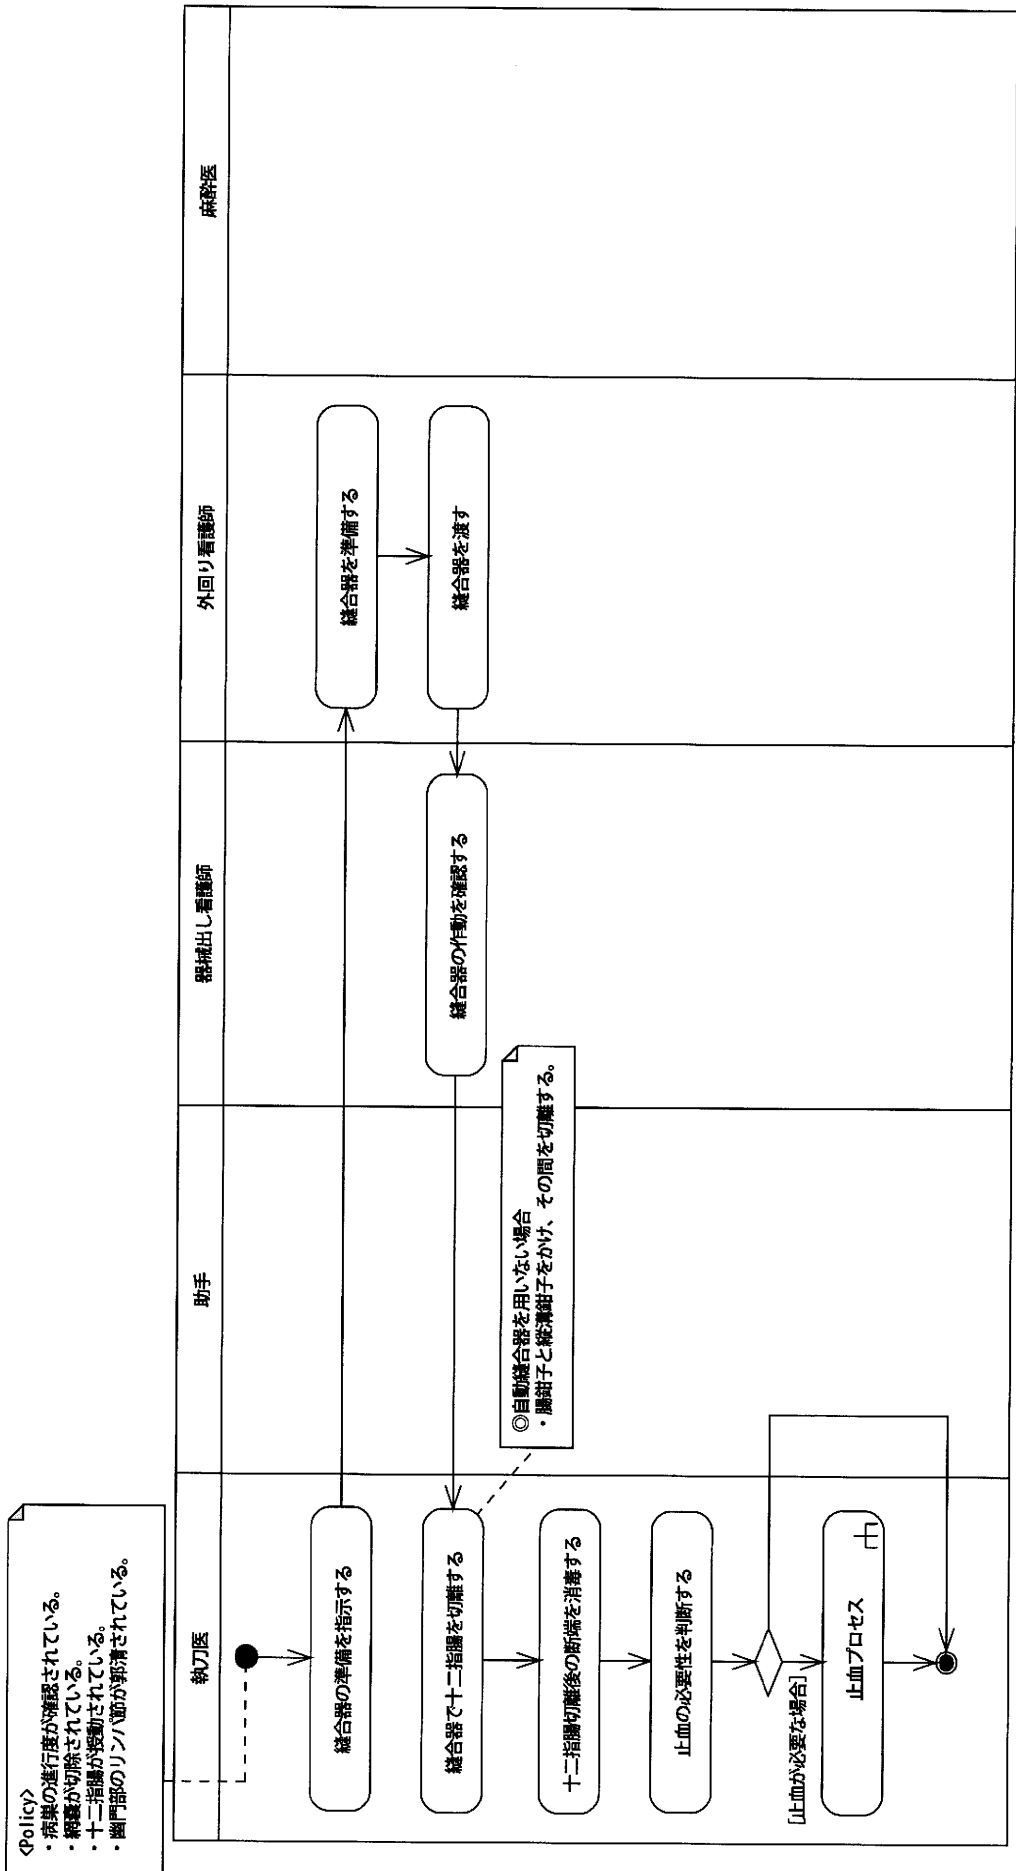 <Policy>
・病巣の進行度が確認されている。
・網嚢が切除されている。
・十二指腸が授動されている。
・幽門部のリンパ節が郭清されている。
執刀医
助手
器械出し看護師
外回り看護師
麻酔医
縫合器の準備を指示する
縫合器を準備する
縫合器を渡す
縫合器の作動を確認する
縫合器で十二指腸を切離する
◎自動縫合器を用いない場合
・腸鉗子と縦溝鉗子をかけ、その間を切離する。
十二指腸切離後の断端を消毒する
止血の必要性を判断する
[止血が必要な場合]
止血プロセス